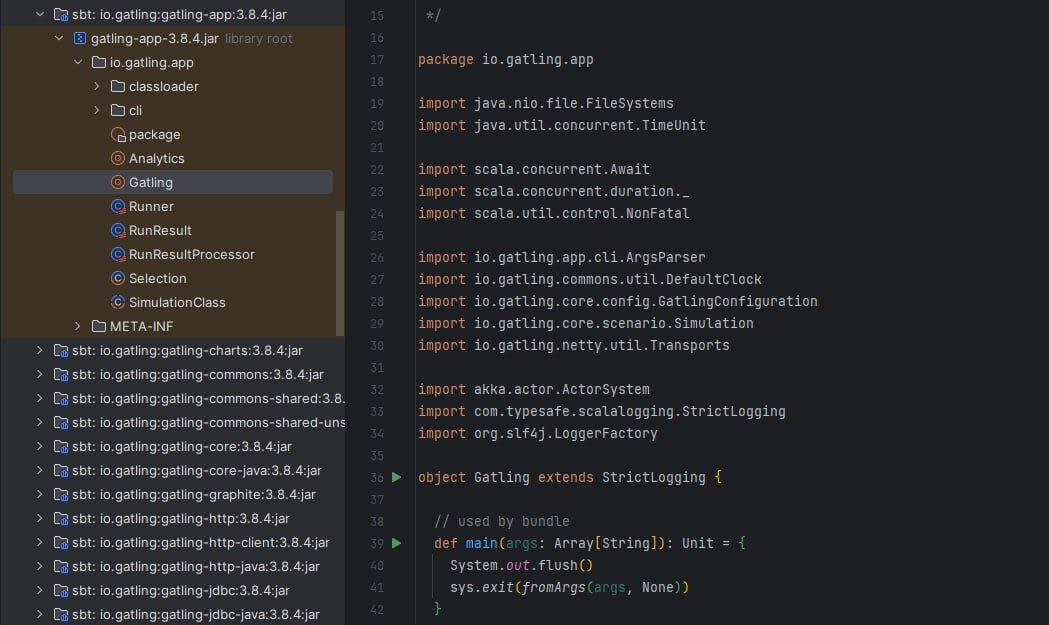 sbt: io.gatling:gatling-app:3.8.4:jar
gatling-app-3.8.4.jar library root
io.gatling.app
classloader
cli
package
Analytics
Gatling
Runner
RunResult
RunResultProcessor
Selection
SimulationClass
META-INF
sbt: io.gatling:gatling-charts:3.8.4:jar
sbt: io.gatling:gatling-commons:3.8.4:jar
sbt: io.gatling:gatling-commons-shared:3.8.
sbt: io.gatling:gatling-commons-shared-uns
sbt: io.gatling:gatling-core:3.8.4:jar
sbt: io.gatling:gatling-core-java:3.8.4:jar
sbt: io.gatling:gatling-graphite:3.8.4:jar
sbt: io.gatling:gatling-http:3.8.4:jar
sbt: io.gatling:gatling-http-client:3.8.4:jar
sbt: io.gatling:gatling-http-java:3.8.4:jar
sbt: io.gatling:gatling-jdbc:3.8.4:jar
sbt: io.gatling:gatling-jdbc-java:3.8.4:jar
15 */
16
17 package io.gatling.app
18
19 import java.nio.file.FileSystems
20 import java.util.concurrent.TimeUnit
21
22 import scala.concurrent.Await
23 import scala.concurrent.duration._
24 import scala.util.control.NonFatal
25
26 import io.gatling.app.cli.ArgsParser
27 import io.gatling.commons.util.DefaultClock
28 import io.gatling.core.config.GatlingConfiguration
29 import io.gatling.core.scenario.Simulation
30 import io.gatling.netty.util.Transports
31
32 import akka.actor.ActorSystem
33 import com.typesafe.scalalogging.StrictLogging
34 import org.slf4j.LoggerFactory
35
36 object Gatling extends StrictLogging {
37
38 // used by bundle
39 def main(args: Array[String]): Unit = {
40 System.out.flush()
41 sys.exit(fromArgs(args, None))
42 }